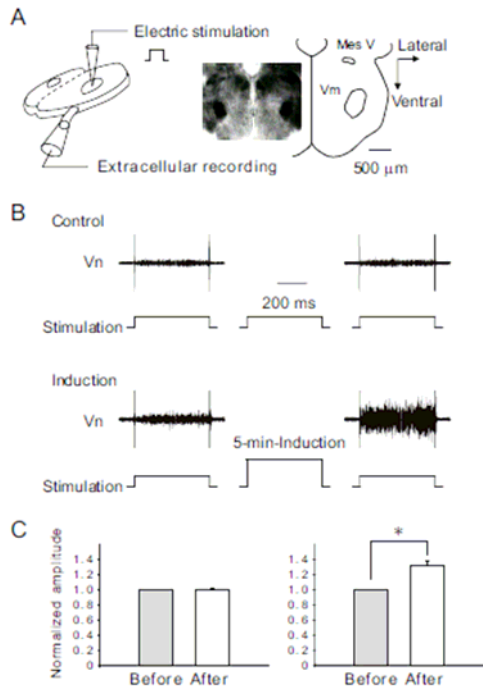 A
Electric stimulation
Extracellular recording
Mes V
Lateral
Vm
Ventral
500 μm
B
Control
Vn
200 ms
Stimulation
Induction
Vn
5-min-Induction
Stimulation
C
Normalized amplitude
1.4
1.2
1.0
0.8
0.6
0.4
0.2
0
Before After
*
1.4
1.2
1.0
0.8
0.6
0.4
0.2
0
Before After